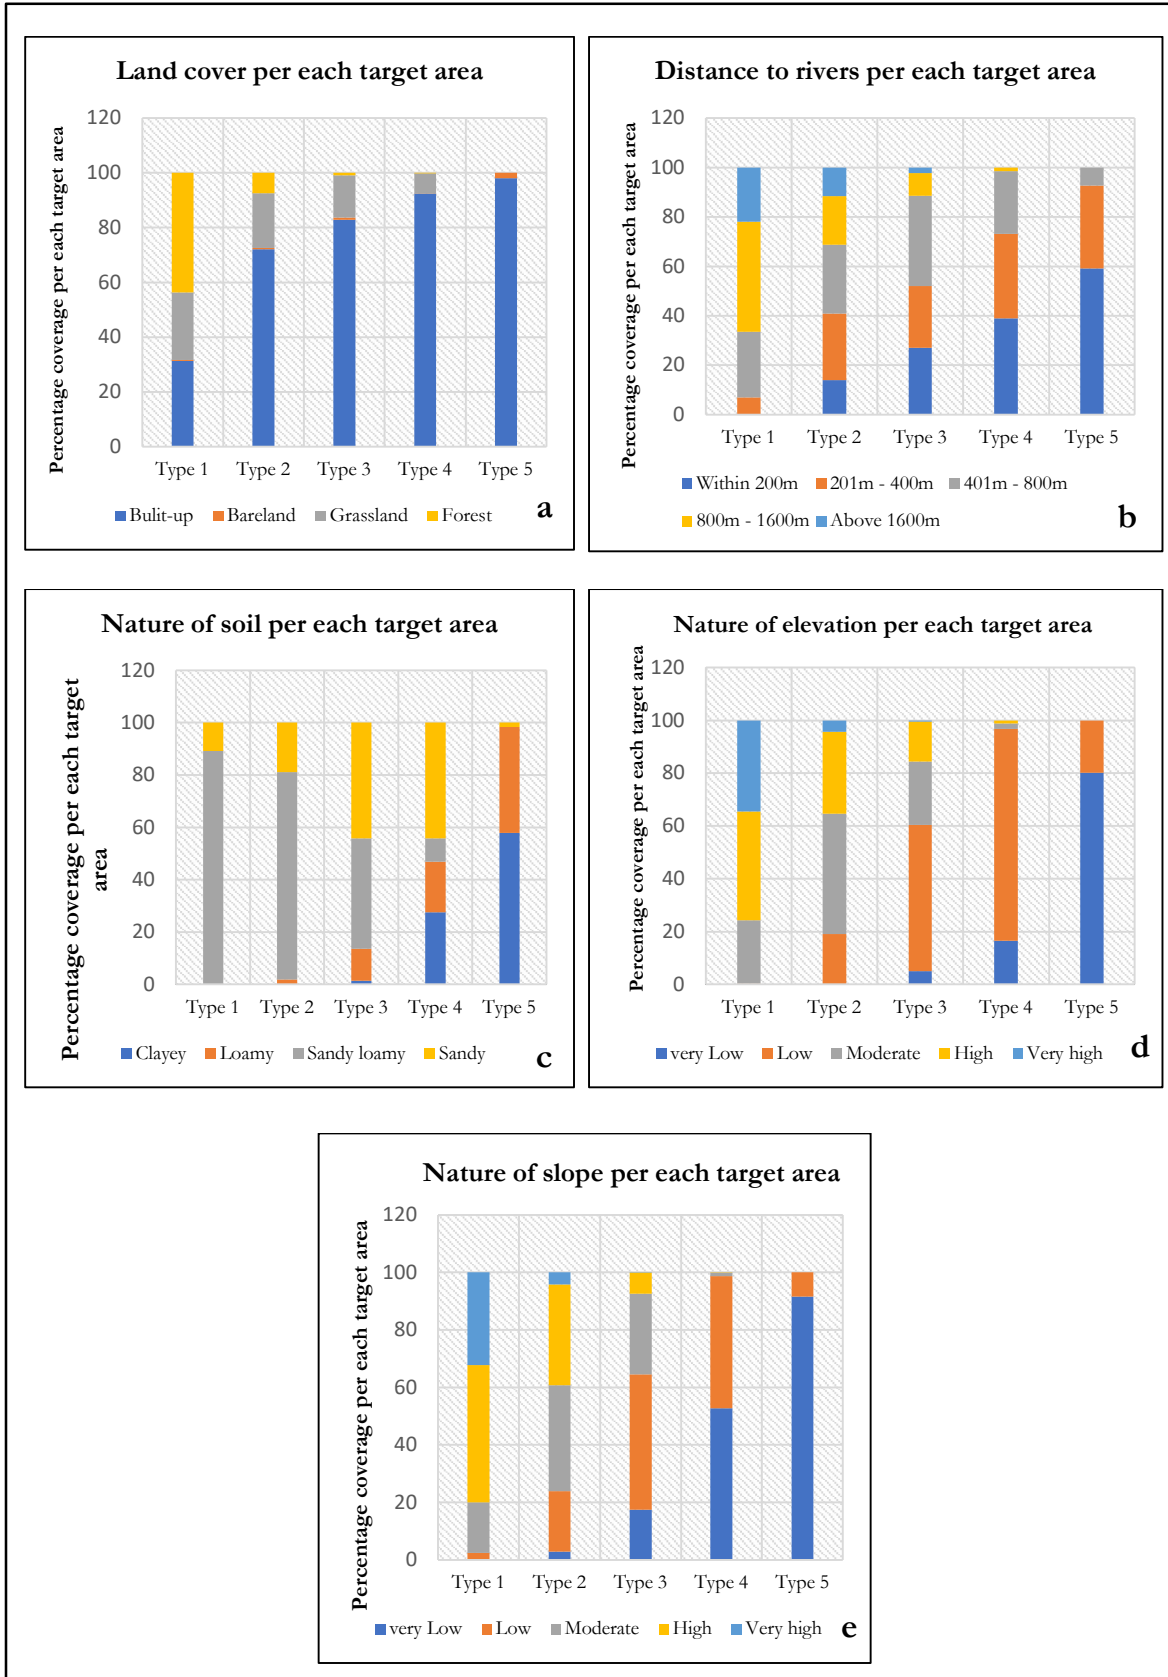 Land cover per each target area
Percentage coverage per each target area
120
100
80
60
40
20
0
Type 1 Type 2 Type 3 Type 4 Type 5
Bulit-up Bareland Grassland Forest
a
Distance to rivers per each target area
Percentage coverage per each target area
120
100
80
60
40
20
0
Type 1 Type 2 Type 3 Type 4 Type 5
Within 200m 201m - 400m 401m - 800m
800m - 1600m Above 1600m
b
Nature of soil per each target area
Percentage coverage per each target
area
120
100
80
60
40
20
0
Type 1 Type 2 Type 3 Type 4 Type 5
Clayey Loamy Sandy loamy Sandy
c
Nature of elevation per each target area
Percentage coverage per each target area
120
100
80
60
40
20
0
Type 1 Type 2 Type 3 Type 4 Type 5
very Low Low Moderate High Very high
d
Nature of slope per each target area
Percentage coverage per each target area
120
100
80
60
40
20
0
Type 1 Type 2 Type 3 Type 4 Type 5
very Low Low Moderate High Very high
e